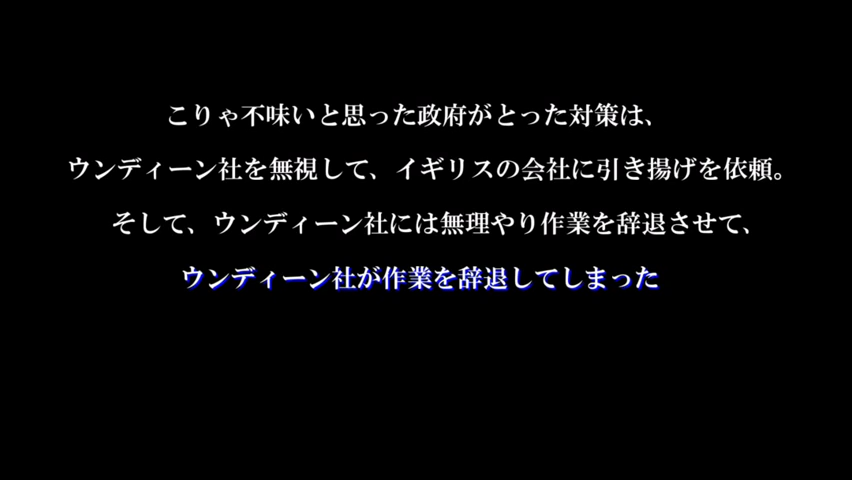 こりゃ不味いと思った政府がとった対策は、
ウンディーン社を無視して、イギリスの会社に引き揚げを依頼。
そして、ウンディーン社には無理やり作業を辞退させて、
ウンディーン社が作業を辞退してしまった